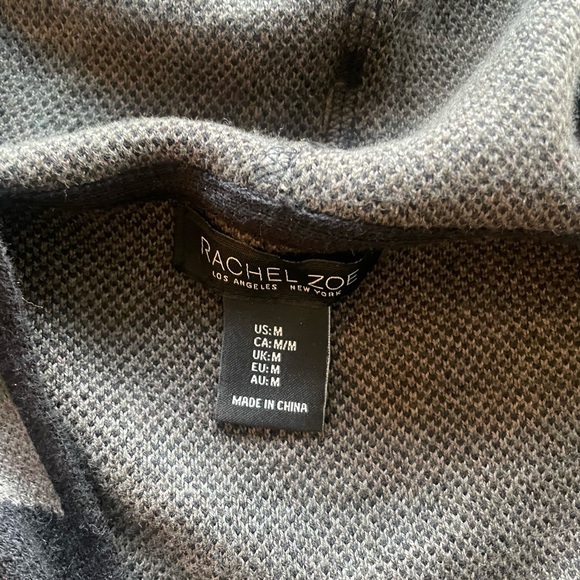 RACHEL ZOE
LOS ANGELES NEW YORK
US: M
CA: M/M
UK: M
EU: M
AU: M
MADE IN CHINA